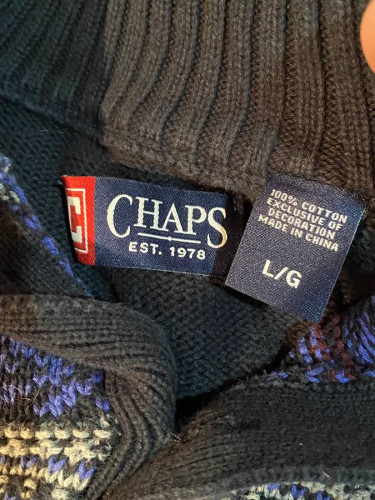 C
CHAPS
EST. 1978
100% COTTON
EXCLUSIVE OF
DECORATION
MADE IN CHINA
L/G